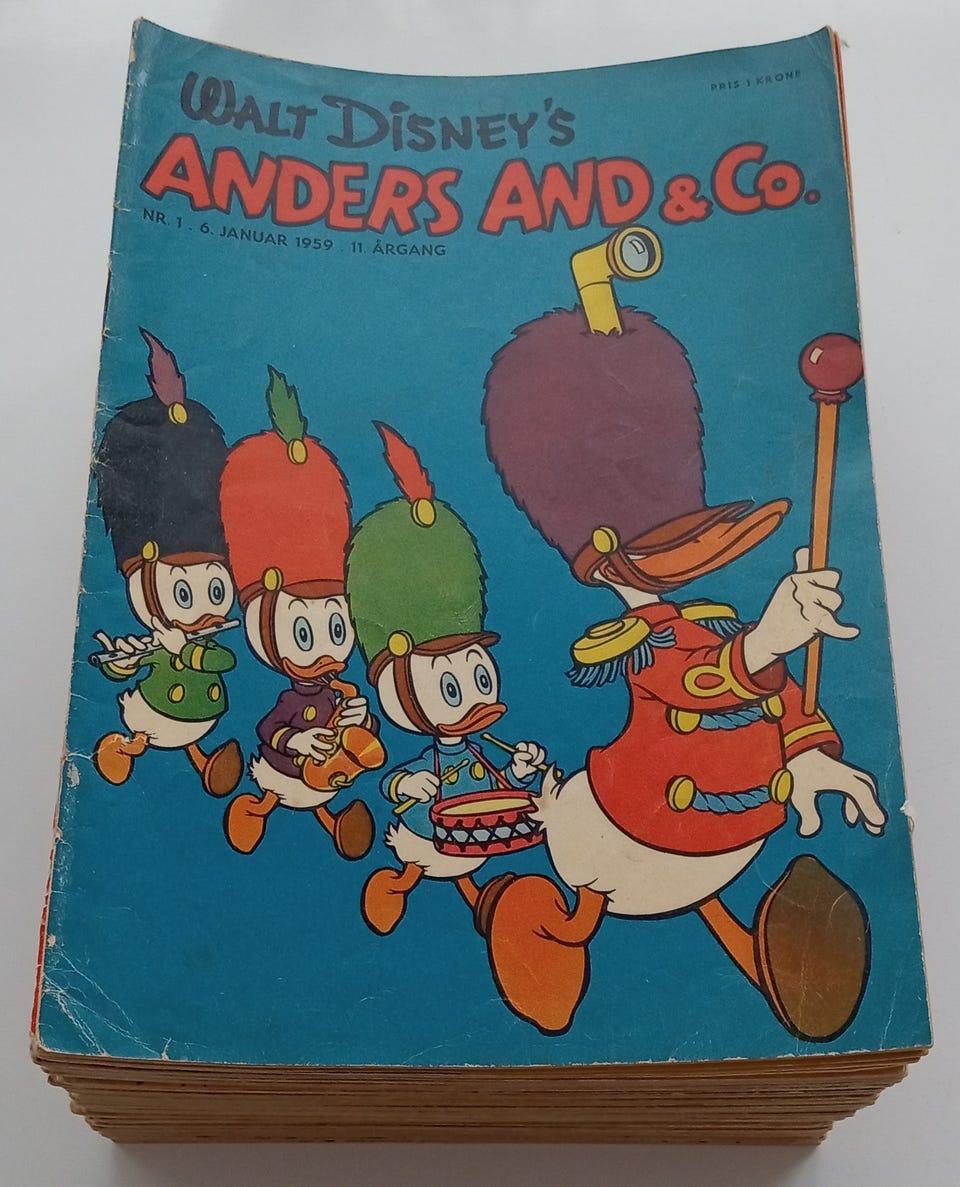 PRIS 1 KRONE
WALT DISNEY'S
ANDERS AND & CO.
NR. 1 . 6. JANUAR 1959 . 11. ÅRGANG